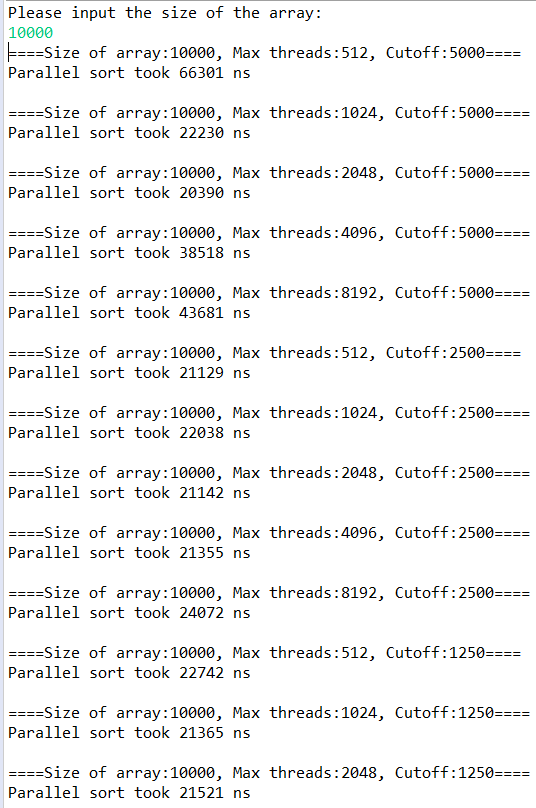 Please input the size of the array:
10000
====Size of array:10000, Max threads:512, Cutoff:5000====
Parallel sort took 66301 ns
====Size of array:10000, Max threads:1024, Cutoff:5000====
Parallel sort took 22230 ns
====Size of array:10000, Max threads:2048, Cutoff:5000====
Parallel sort took 20390 ns
====Size of array:10000, Max threads:4096, Cutoff:5000====
Parallel sort took 38518 ns
====Size of array:10000, Max threads:8192, Cutoff:5000====
Parallel sort took 43681 ns
====Size of array:10000, Max threads:512, Cutoff:2500====
Parallel sort took 21129 ns
====Size of array:10000, Max threads:1024, Cutoff:2500====
Parallel sort took 22038 ns
====Size of array:10000, Max threads:2048, Cutoff:2500====
Parallel sort took 21142 ns
====Size of array:10000, Max threads:4096, Cutoff:2500====
Parallel sort took 21355 ns
====Size of array:10000, Max threads:8192, Cutoff:2500====
Parallel sort took 24072 ns
====Size of array:10000, Max threads:512, Cutoff:1250====
Parallel sort took 22742 ns
====Size of array:10000, Max threads:1024, Cutoff:1250====
Parallel sort took 21365 ns
====Size of array:10000, Max threads:2048, Cutoff:1250====
Parallel sort took 21521 ns